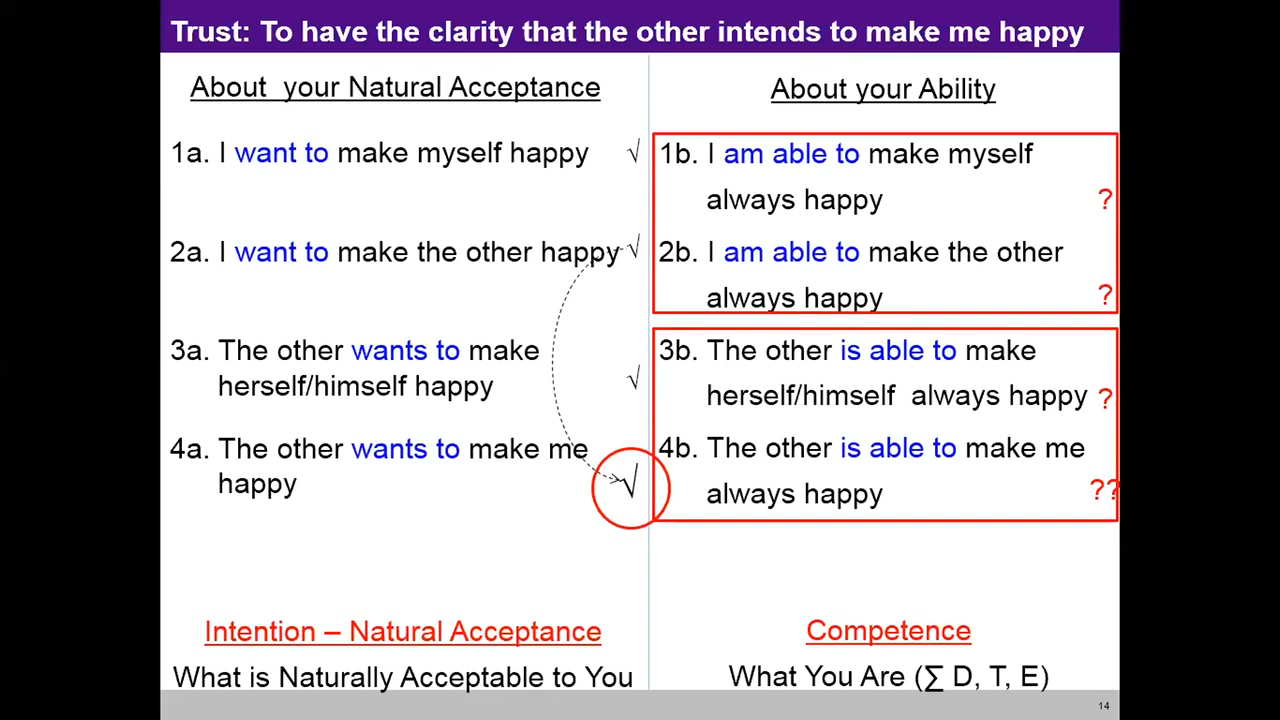 Trust: To have the clarity that the other intends to make me happy
About your Natural Acceptance
1a. I want to make myself happy √
2a. I want to make the other happy √
3a. The other wants to make
herself/himself happy √
4a. The other wants to make me
happy √
Intention – Natural Acceptance
What is Naturally Acceptable to You
About your Ability
1b. I am able to make myself
always happy ?
2b. I am able to make the other
always happy ?
3b. The other is able to make
herself/himself always happy ?
4b. The other is able to make me
always happy ??
Competence
What You Are (∑ D, T, E)
14